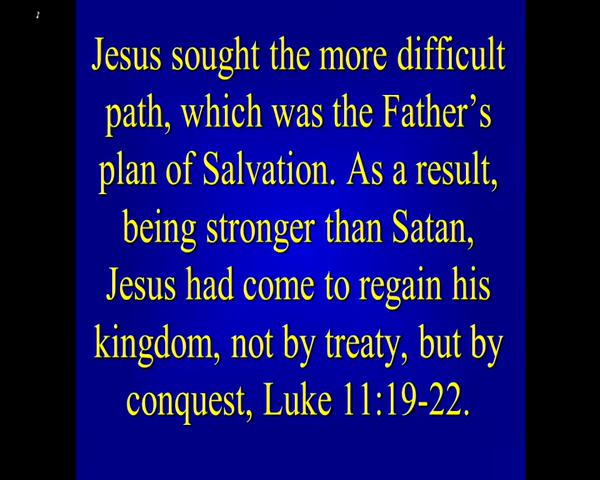 Jesus sought the more difficult
path, which was the Father’s
plan of Salvation. As a result,
being stronger than Satan,
Jesus had come to regain his
kingdom, not by treaty, but by
conquest, Luke 11:19-22.